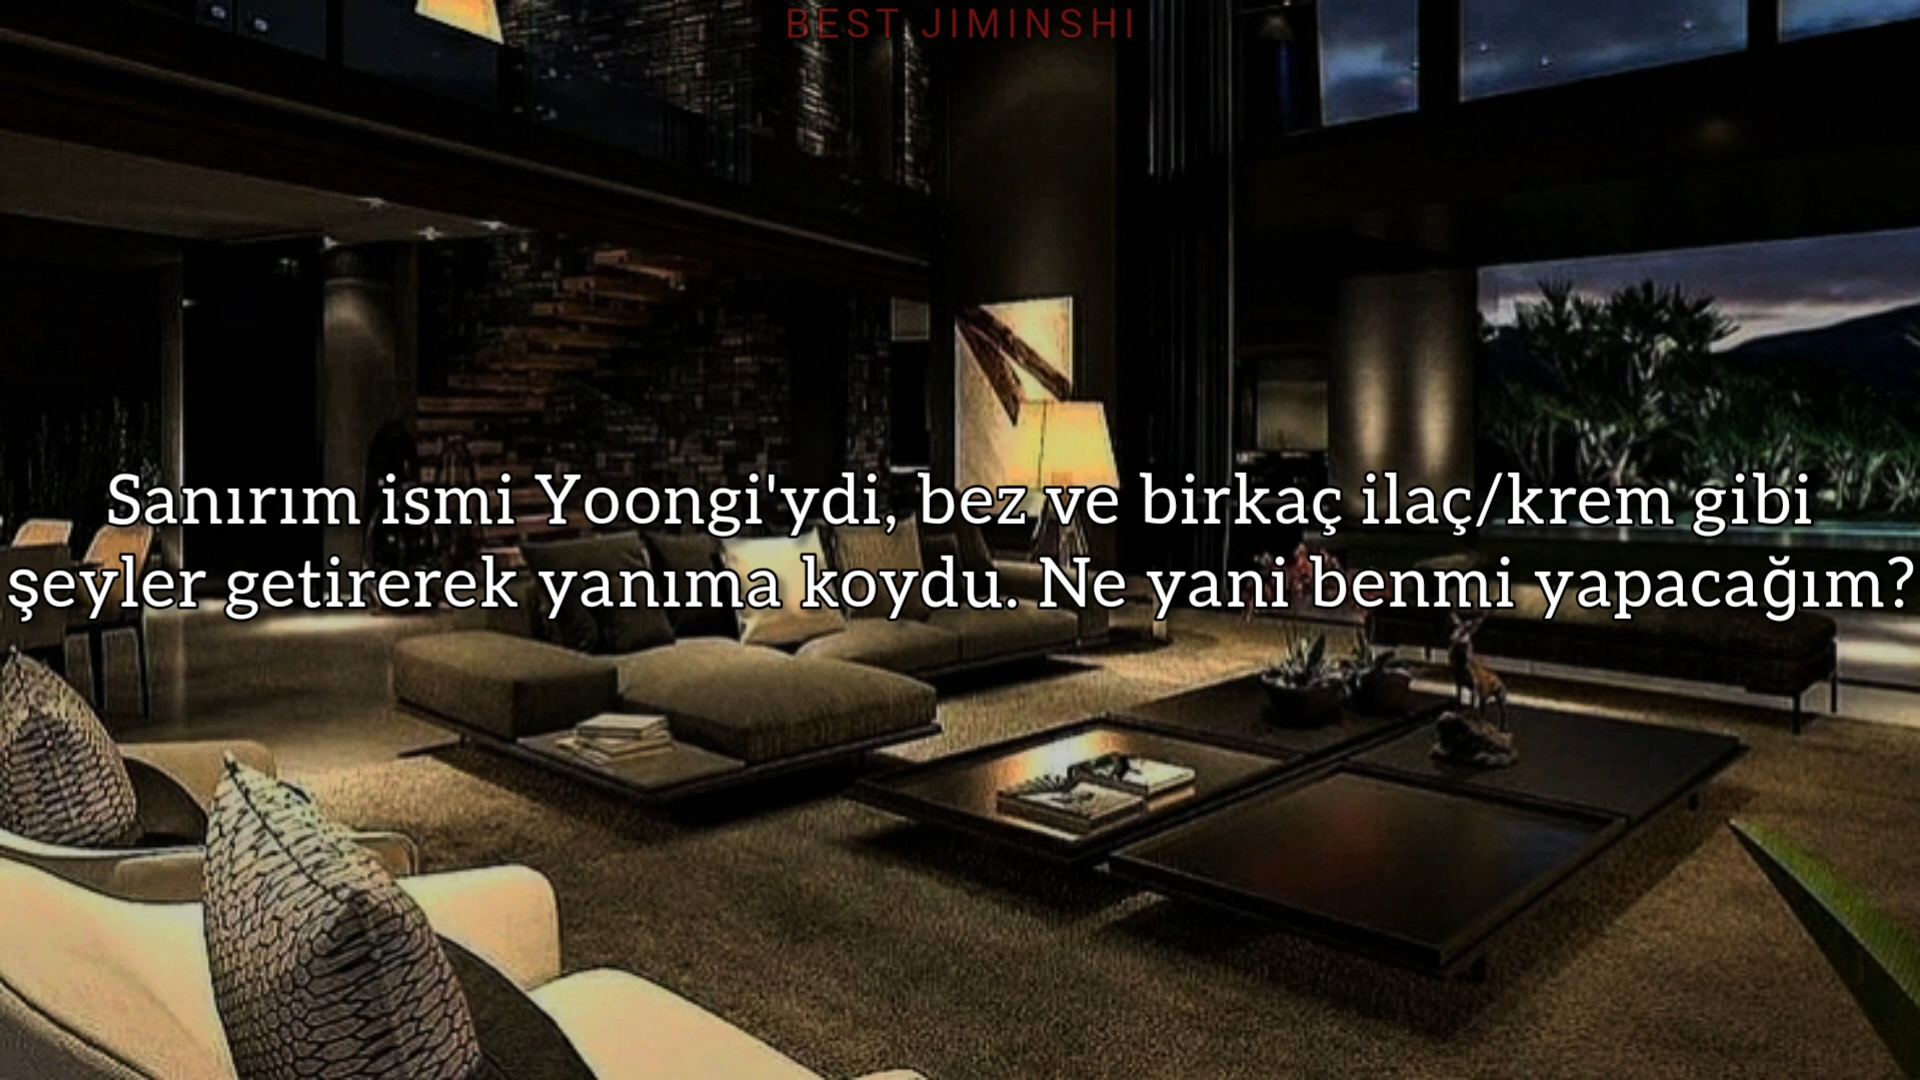 BEST JIMINSHI
Sanırım ismi Yoongi'ydi, bez ve birkaç ilaç/krem gibi
şeyler getirerek yanıma koydu. Ne yani benmi yapacağım?